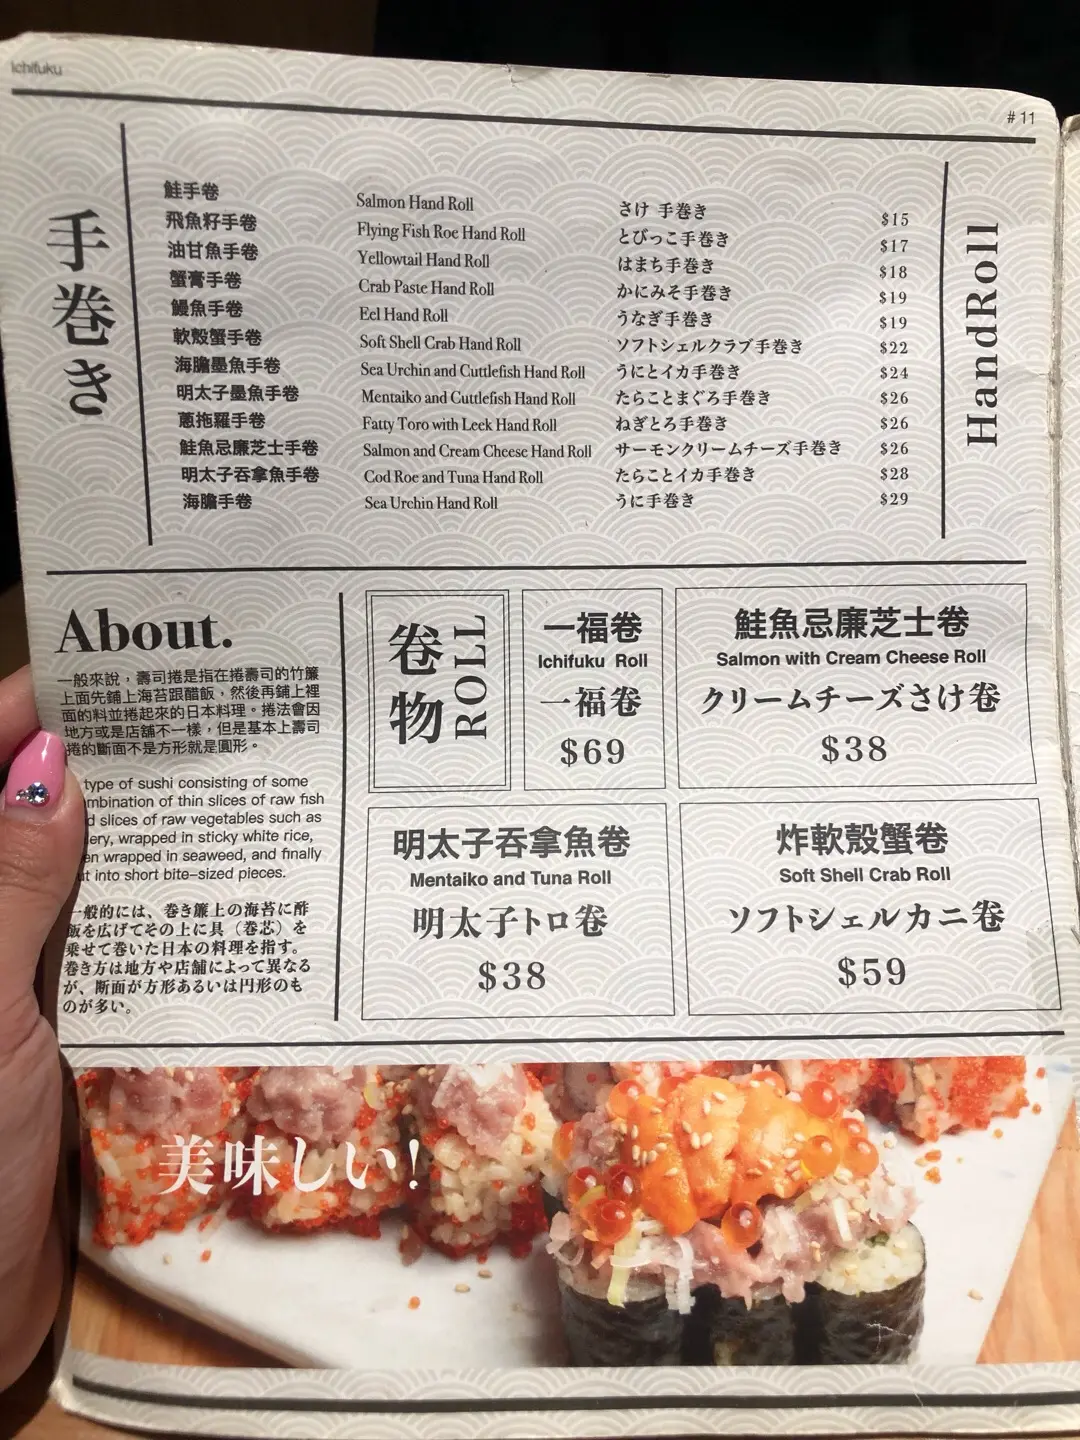 Ichifuku
#11
手巻き
HandRoll
鮭手卷 Salmon Hand Roll さけ 手巻き $15
飛魚籽手卷 Flying Fish Roe Hand Roll とびっこ手巻き $17
油甘魚手卷 Yellowtail Hand Roll はまち手巻き $18
蟹膏手卷 Crab Paste Hand Roll かにみそ手巻き $19
鰻魚手卷 Eel Hand Roll うなぎ手巻き $19
軟殼蟹手卷 Soft Shell Crab Hand Roll ソフトシェルクラブ手巻き $22
海膽墨魚手卷 Sea Urchin and Cuttlefish Hand Roll うにとイカ手巻き $24
明太子墨魚手卷 Mentaiko and Cuttlefish Hand Roll たらことまぐろ手巻き $26
蔥拖羅手卷 Fatty Toro with Leek Hand Roll ねぎとろ手巻き $26
鮭魚忌廉芝士手卷 Salmon and Cream Cheese Hand Roll サーモンクリームチーズ手巻き $26
明太子吞拿魚手卷 Cod Roe and Tuna Hand Roll たらことイカ手巻き $28
海膽手卷 Sea Urchin Hand Roll うに手巻き $29
About.
一般來說，壽司捲是指在捲壽司的竹簾
上面先鋪上海苔跟醋飯，然後再鋪上裡
面的料並捲起來的日本料理。捲法會因
地方或是店舖不一樣，但是基本上壽司
捲的斷面不是方形就是圓形。
type of sushi consisting of some
mbination of thin slices of raw fish
d slices of raw vegetables such as
ery, wrapped in sticky white rice,
en wrapped in seaweed, and finally
ut into short bite-sized pieces.
一般的には、巻き簾上の海苔に酢
飯を広げてその上に具（巻芯）を
乗せて巻いた日本の料理を指す。
巻き方は地方や店舗によって異なる
が、断面が方形あるいは円形のも
のが多い。
卷物
ROLL
一福卷
Ichifuku Roll
一福卷
$69
鮭魚忌廉芝士卷
Salmon with Cream Cheese Roll
クリームチーズさけ卷
$38
明太子吞拿魚卷
Mentaiko and Tuna Roll
明太子トロ卷
$38
炸軟殼蟹卷
Soft Shell Crab Roll
ソフトシェルカニ卷
$59
美味しい!